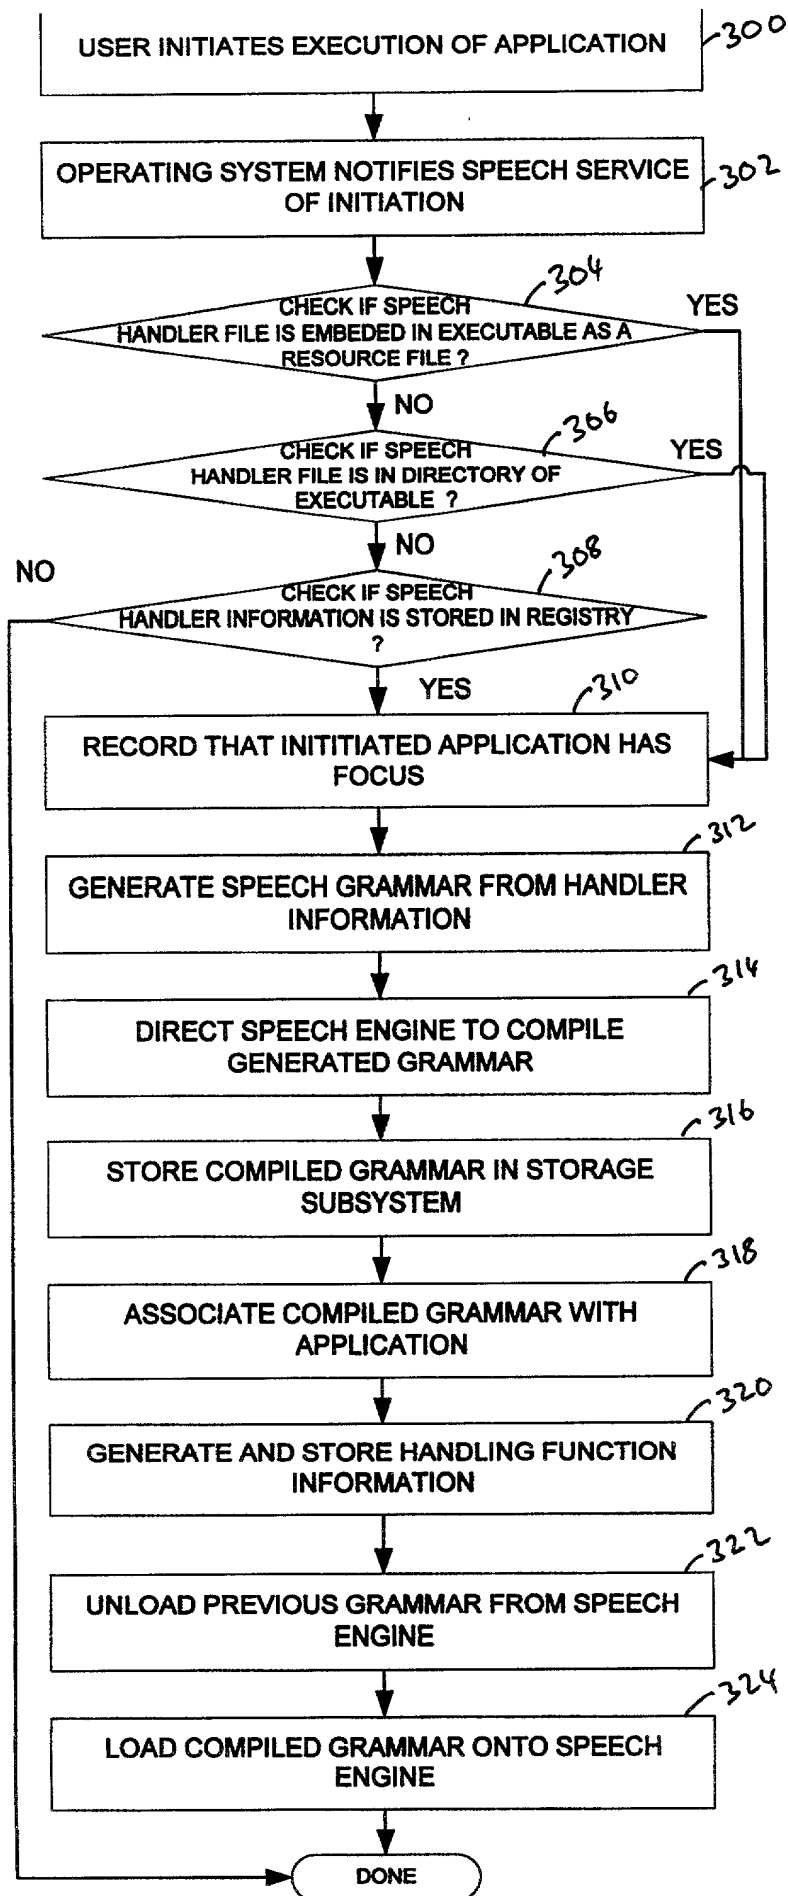 USER INITIATES EXECUTION OF APPLICATION
300
OPERATING SYSTEM NOTIFIES SPEECH SERVICE
OF INITIATION
302
304
CHECK IF SPEECH
HANDLER FILE IS EMBEDED IN EXECUTABLE AS A
RESOURCE FILE ?
YES
NO
306
CHECK IF SPEECH
HANDLER FILE IS IN DIRECTORY OF
EXECUTABLE ?
YES
NO
308
CHECK IF SPEECH
HANDLER INFORMATION IS STORED IN REGISTRY
?
NO
YES
310
RECORD THAT INITITIATED APPLICATION HAS
FOCUS
312
GENERATE SPEECH GRAMMAR FROM HANDLER
INFORMATION
314
DIRECT SPEECH ENGINE TO COMPILE
GENERATED GRAMMAR
316
STORE COMPILED GRAMMAR IN STORAGE
SUBSYSTEM
318
ASSOCIATE COMPILED GRAMMAR WITH
APPLICATION
320
GENERATE AND STORE HANDLING FUNCTION
INFORMATION
322
UNLOAD PREVIOUS GRAMMAR FROM SPEECH
ENGINE
324
LOAD COMPILED GRAMMAR ONTO SPEECH
ENGINE
DONE